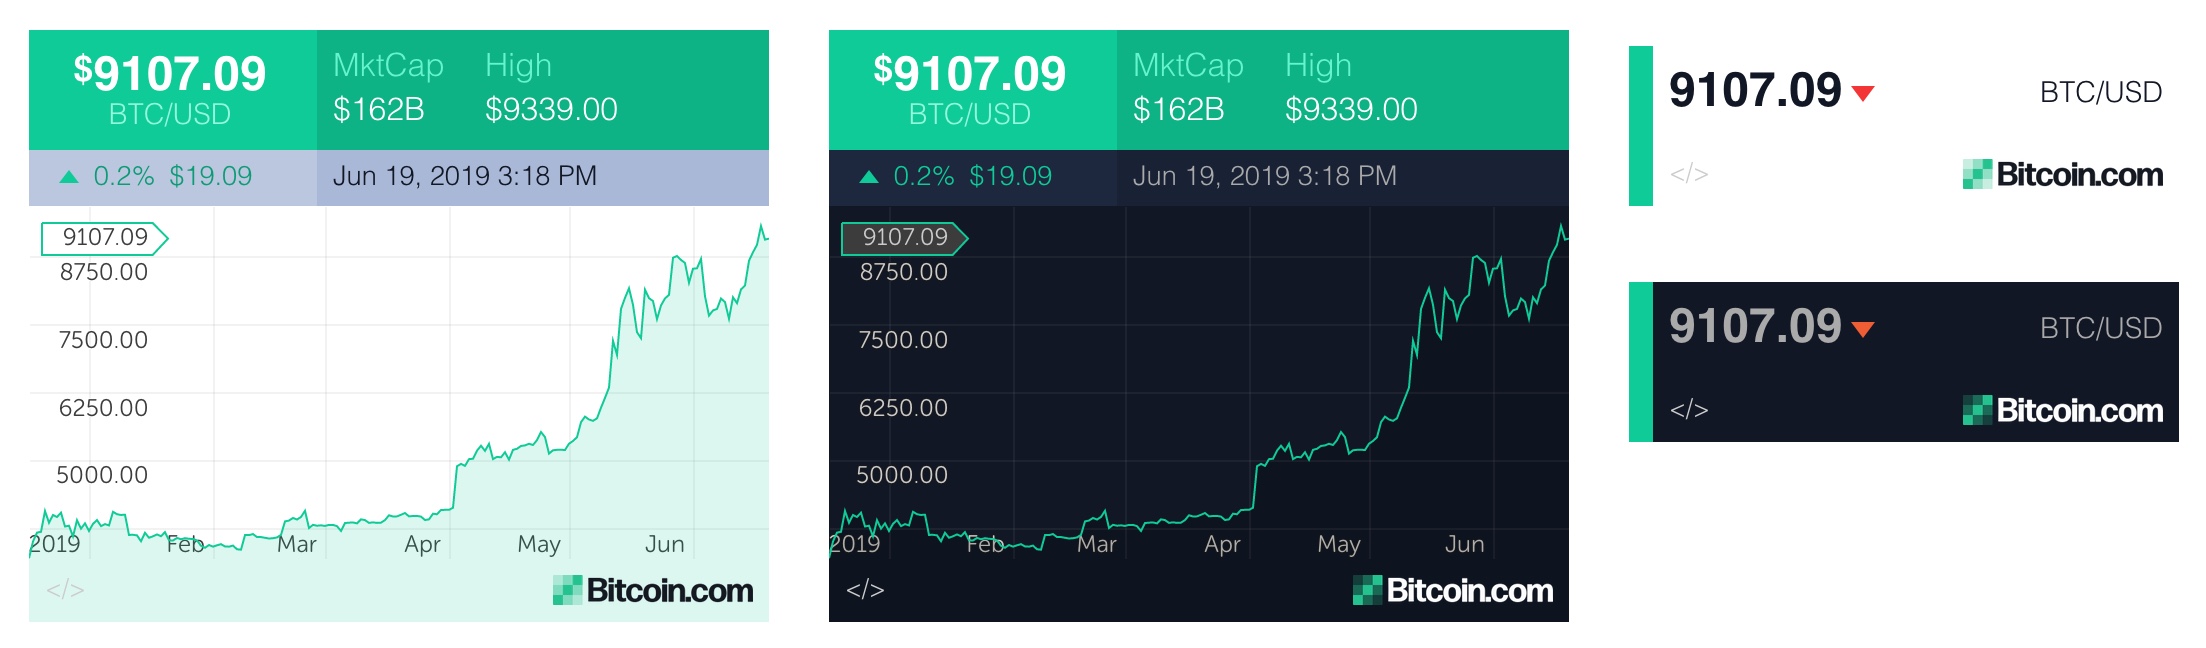 $9107.09
BTC/USD
MktCap High
$162B $9339.00
0.2% $19.09
Jun 19, 2019 3:18 PM
9107.09
8750.00
7500.00
6250.00
5000.00
2019 Feb Mar Apr May Jun
</>
Bitcoin.com
$9107.09
BTC/USD
MktCap High
$162B $9339.00
0.2% $19.09
Jun 19, 2019 3:18 PM
9107.09
8750.00
7500.00
6250.00
5000.00
2019 Feb Mar Apr May Jun
</>
Bitcoin.com
9107.09 BTC/USD
</> Bitcoin.com
9107.09 BTC/USD
</> Bitcoin.com